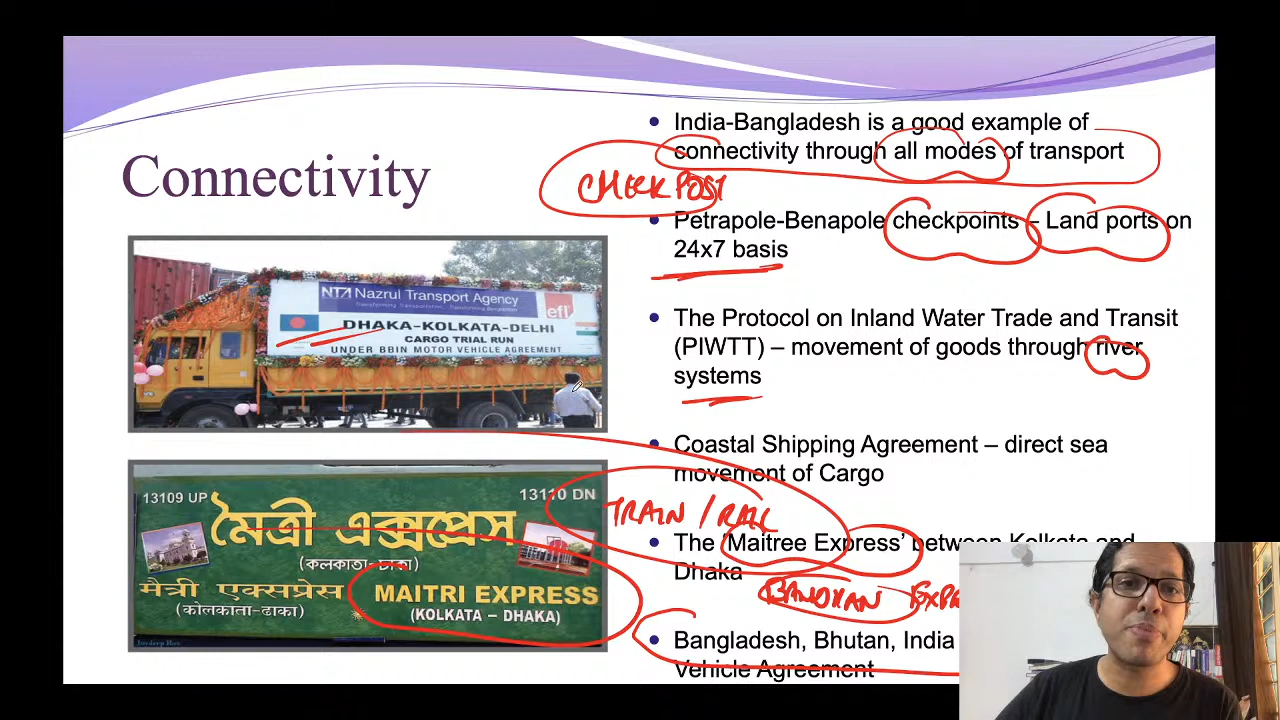 Connectivity
India-Bangladesh is a good example of
connectivity through all modes of transport
CHECK POST
Petrapole-Benapole checkpoints – Land ports on
24x7 basis
The Protocol on Inland Water Trade and Transit
(PIWTT) – movement of goods through river
systems
Coastal Shipping Agreement – direct sea
movement of Cargo
TRAIN / RAIL
The 'Maitree Express' between Kolkata and
Dhaka
BANDHAN
Bangladesh, Bhutan, India
Vehicle Agreement
NTA Nazrul Transport Agency
efl
DHAKA-KOLKATA-DELHI
CARGO TRIAL RUN
UNDER BBIN MOTOR VEHICLE AGREEMENT
13109 UP
13110 DN
মৈত্রী এক্সপ্রেস
(কলকাতা-ঢাকা)
मैत्री एक्सप्रेस
(कोलकाता-ढाका)
MAITRI EXPRESS
(KOLKATA – DHAKA)